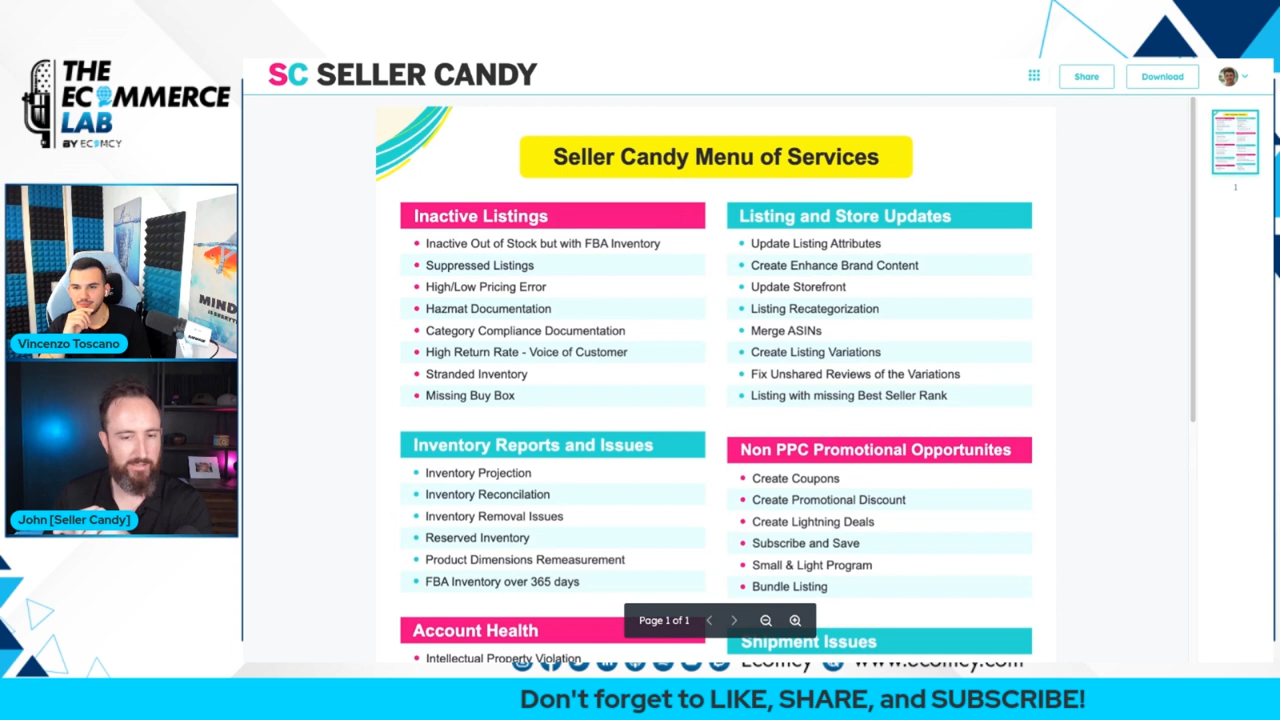 THE
ECOMMERCE
LAB
BY ECOMCY
SC SELLER CANDY
Share
Download
Seller Candy Menu of Services
Inactive Listings
Inactive Out of Stock but with FBA Inventory
Suppressed Listings
High/Low Pricing Error
Hazmat Documentation
Category Compliance Documentation
High Return Rate - Voice of Customer
Stranded Inventory
Missing Buy Box
Listing and Store Updates
Update Listing Attributes
Create Enhance Brand Content
Update Storefront
Listing Recategorization
Merge ASINs
Create Listing Variations
Fix Unshared Reviews of the Variations
Listing with missing Best Seller Rank
Inventory Reports and Issues
Inventory Projection
Inventory Reconcilation
Inventory Removal Issues
Reserved Inventory
Product Dimensions Remeasurement
FBA Inventory over 365 days
Non PPC Promotional Opportunites
Create Coupons
Create Promotional Discount
Create Lightning Deals
Subscribe and Save
Small & Light Program
Bundle Listing
Account Health
Intellectual Property Violation
Shipment Issues
Page 1 of 1
1
MIND
Vincenzo Toscano
John [Seller Candy]
Ecomcy
www.ecomcy.com
Don't forget to LIKE, SHARE, and SUBSCRIBE!